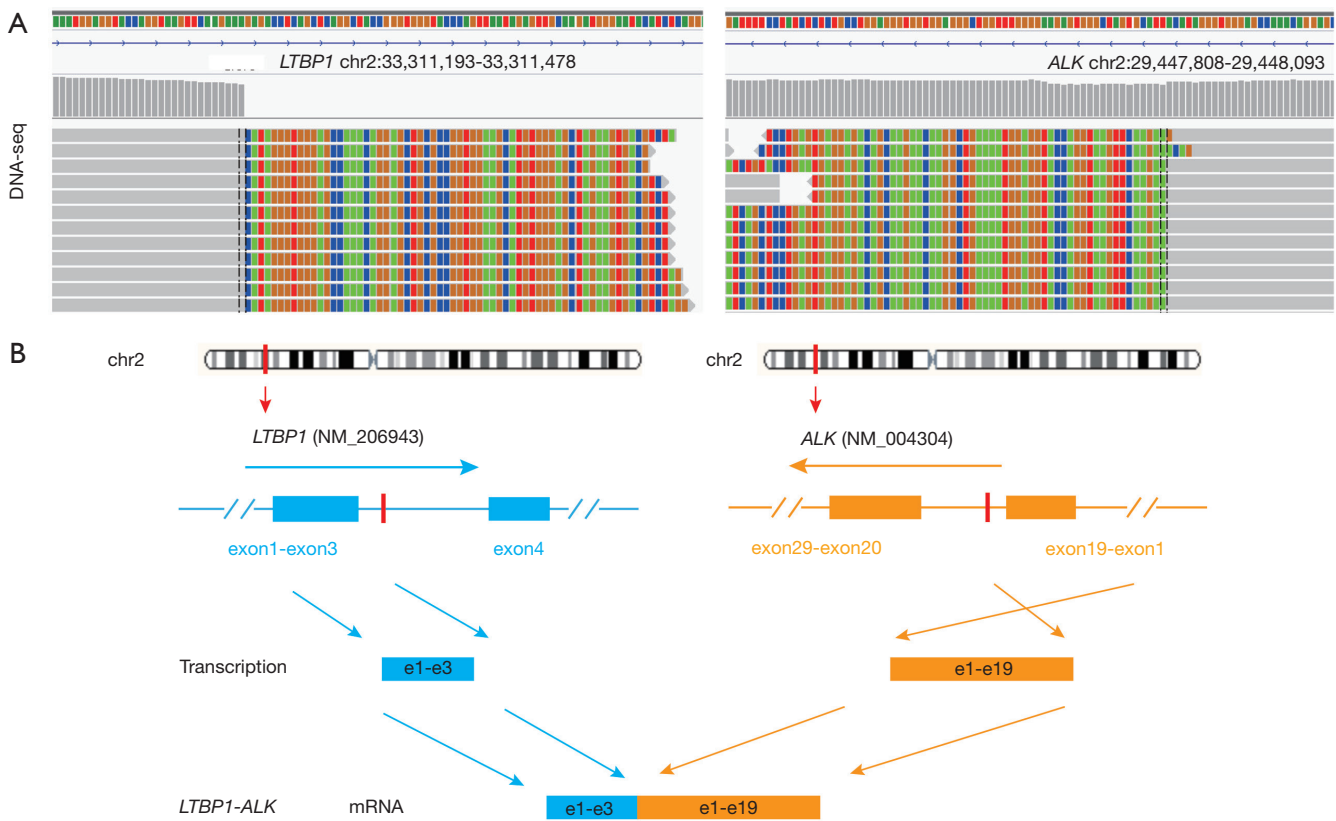 A
LTBP1 chr2:33,311,193-33,311,478
ALK chr2:29,447,808-29,448,093
DNA-seq
B
chr2
chr2
LTBP1 (NM_206943)
ALK (NM_004304)
exon1-exon3
exon4
exon29-exon20
exon19-exon1
Transcription
e1-e3
e1-e19
LTBP1-ALK mRNA
e1-e3
e1-e19